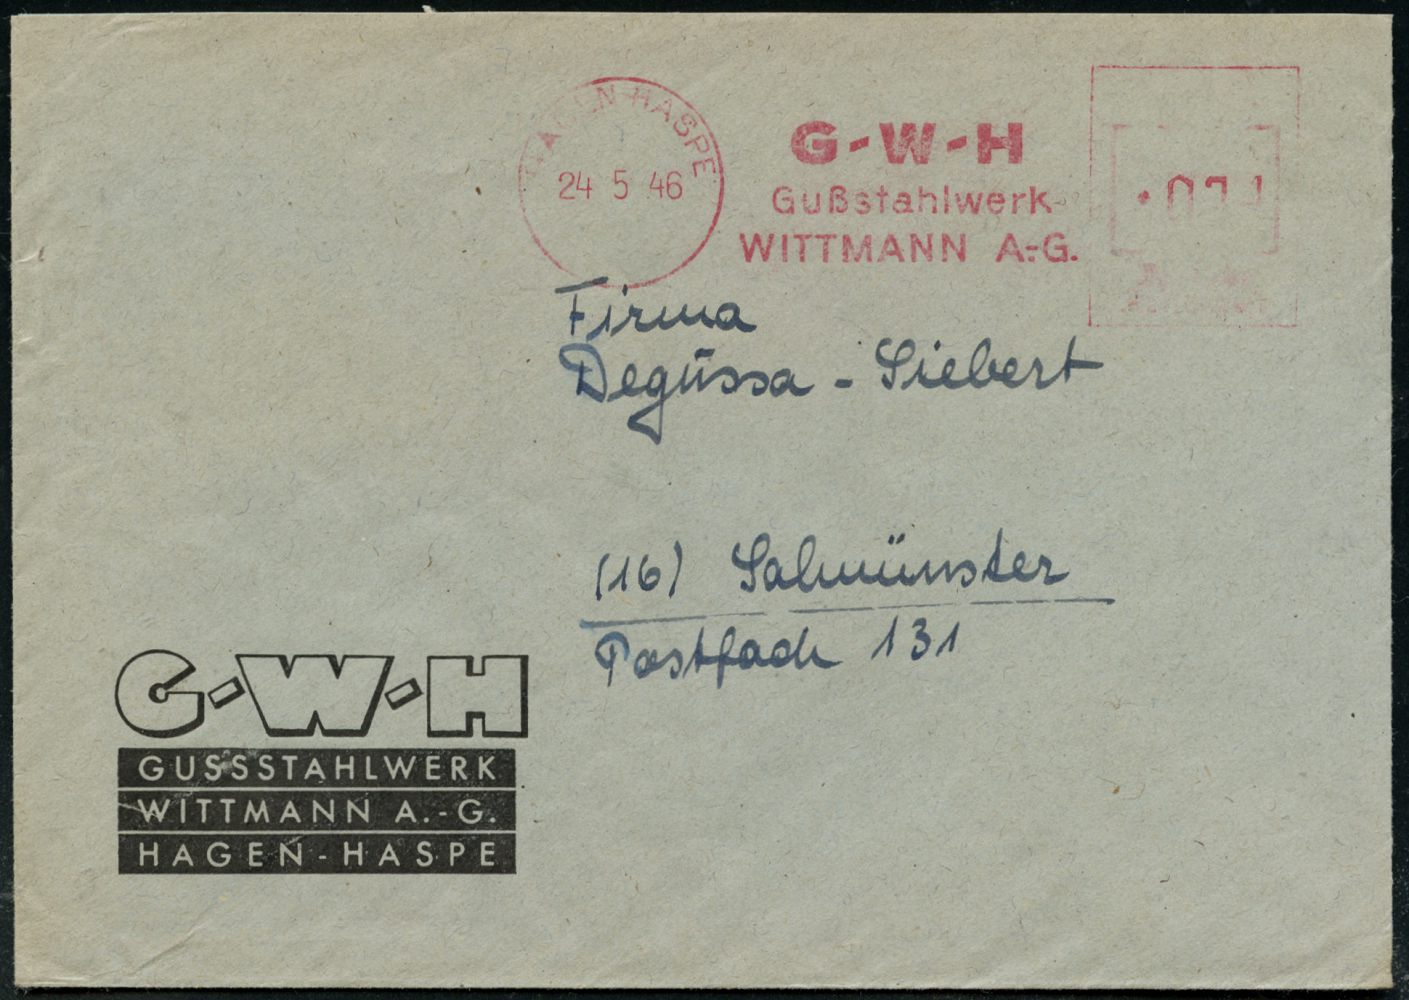 HAGEN-HASPE
24 5 46
G-W-H
Gußstahlwerk
WITTMANN A.-G.
Firma
Degussa - Siebert
(16) Salmünster
Postfach 131
G-W-H
GUSSSTAHLWERK
WITTMANN A.-G.
HAGEN-HASPE